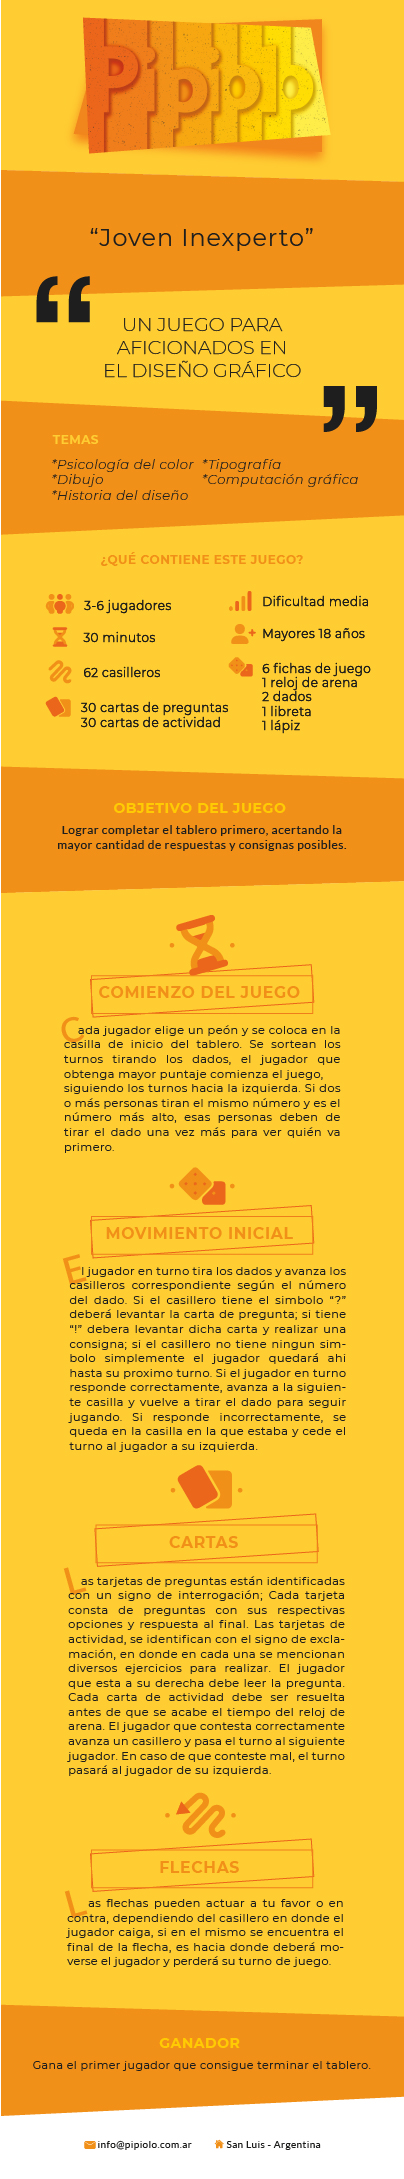 Pipiolo
“Joven Inexperto”
“
UN JUEGO PARA
AFICIONADOS EN
EL DISEÑO GRÁFICO
”
TEMAS
*Psicología del color *Tipografía
*Dibujo *Computación gráfica
*Historia del diseño
¿QUÉ CONTIENE ESTE JUEGO?
3-6 jugadores
30 minutos
62 casilleros
30 cartas de preguntas
30 cartas de actividad
Dificultad media
Mayores 18 años
6 fichas de juego
1 reloj de arena
2 dados
1 libreta
1 lápiz
OBJETIVO DEL JUEGO
Lograr completar el tablero primero, acertando la
mayor cantidad de respuestas y consignas posibles.
COMIENZO DEL JUEGO
Cada jugador elige un peón y se coloca en la
casilla de inicio del tablero. Se sortean los
turnos tirando los dados, el jugador que
obtenga mayor puntaje comienza el juego,
siguiendo los turnos hacia la izquierda. Si dos
o más personas tiran el mismo número y es el
número más alto, esas personas deben de
tirar el dado una vez más para ver quién va
primero.
MOVIMIENTO INICIAL
El jugador en turno tira los dados y avanza los
casilleros correspondiente según el número
del dado. Si el casillero tiene el simbolo “?”
deberá levantar la carta de pregunta; si tiene
“!” debera levantar dicha carta y realizar una
consigna; si el casillero no tiene ningun sim-
bolo simplemente el jugador quedará ahi
hasta su proximo turno. Si el jugador en turno
responde correctamente, avanza a la siguien-
te casilla y vuelve a tirar el dado para seguir
jugando. Si responde incorrectamente, se
queda en la casilla en la que estaba y cede el
turno al jugador a su izquierda.
CARTAS
Las tarjetas de preguntas están identificadas
con un signo de interrogación; Cada tarjeta
consta de preguntas con sus respectivas
opciones y respuesta al final. Las tarjetas de
actividad, se identifican con el signo de excla-
mación, en donde en cada una se mencionan
diversos ejercicios para realizar. El jugador
que esta a su derecha debe leer la pregunta.
Cada carta de actividad debe ser resuelta
antes de que se acabe el tiempo del reloj de
arena. El jugador que contesta correctamente
avanza un casillero y pasa el turno al siguiente
jugador. En caso de que conteste mal, el turno
pasará al jugador de su izquierda.
FLECHAS
Las flechas pueden actuar a tu favor o en
contra, dependiendo del casillero en donde el
jugador caiga, si en el mismo se encuentra el
final de la flecha, es hacia donde deberá mo-
verse el jugador y perderá su turno de juego.
GANADOR
Gana el primer jugador que consigue terminar el tablero.
info@pipiolo.com.ar San Luis - Argentina